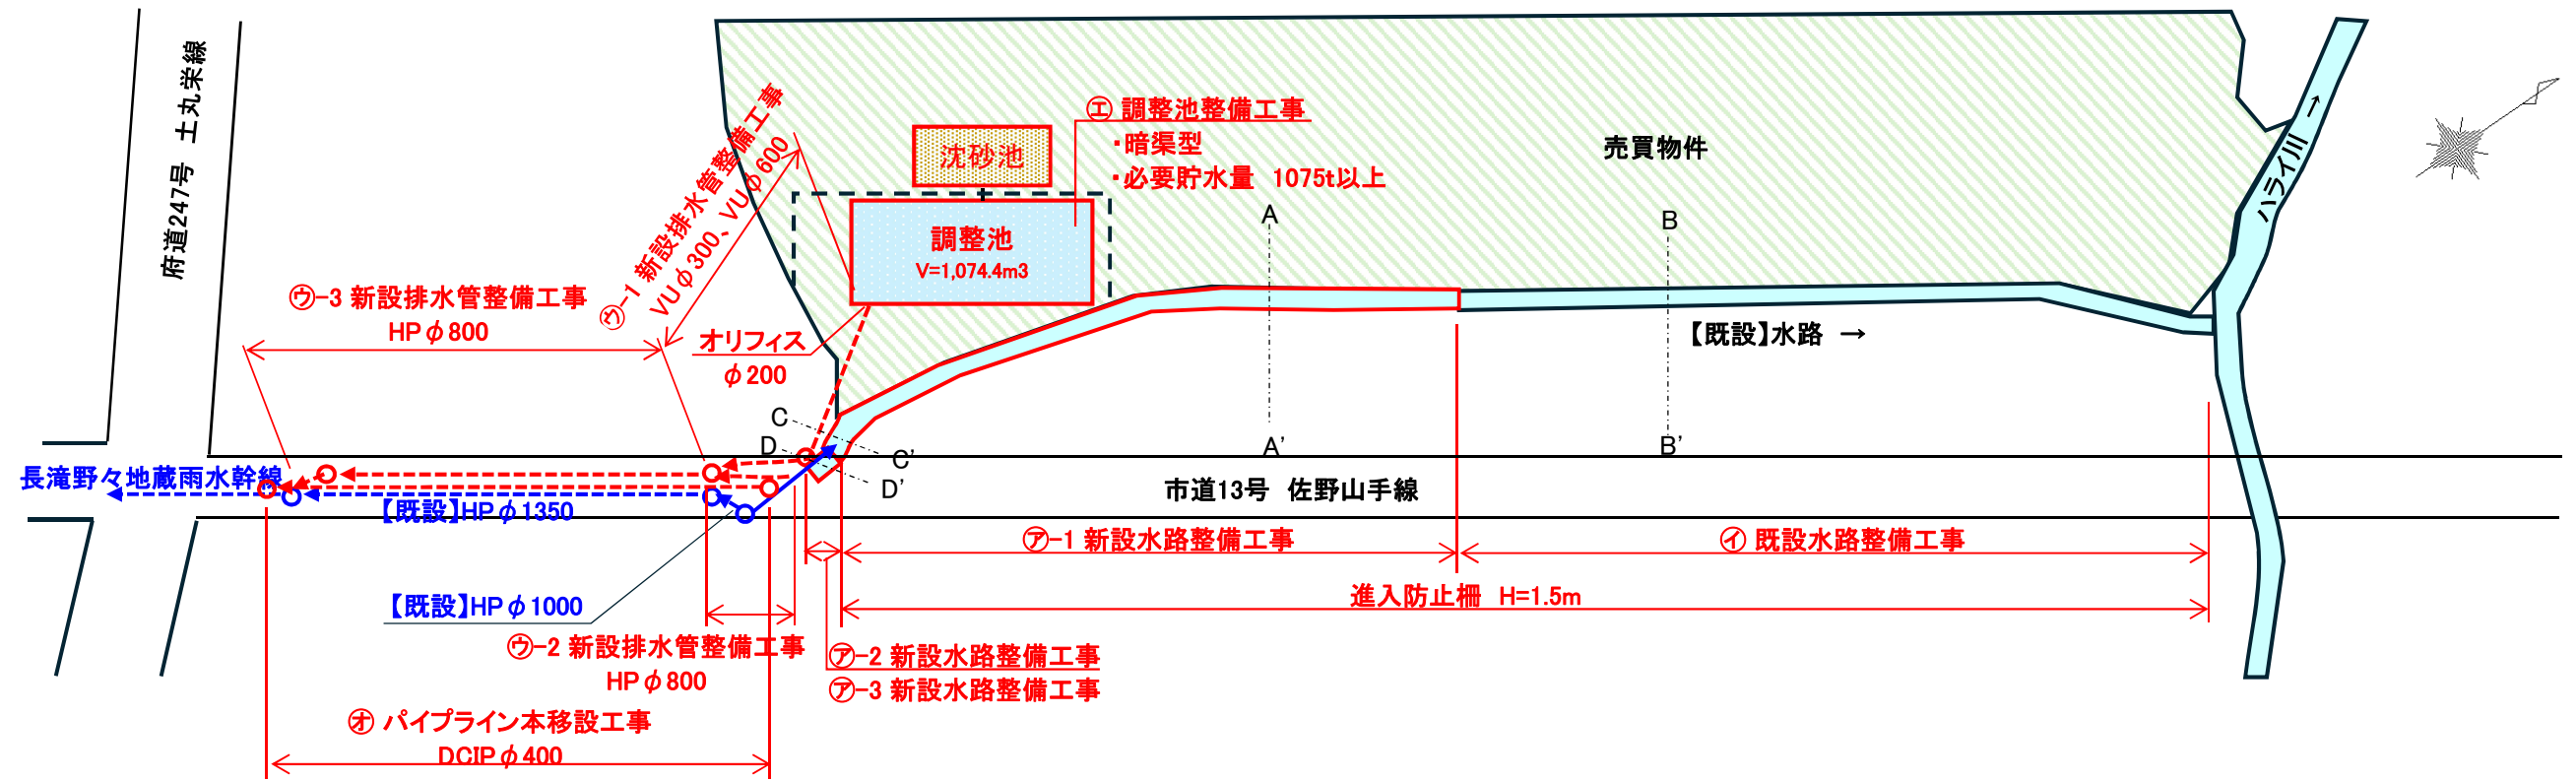 府道247号 土丸栄線
㋒-3 新設排水管整備工事
HPφ800
㋒-1 新設排水管整備工事
VUφ300、VUφ600
沈砂池
㋓ 調整池整備工事
・暗渠型
・必要貯水量 1075t以上
調整池
V=1,074.4m3
オリフィス
φ200
売買物件
ハライ川 →
A
B
【既設】水路 →
C
D
C'
D'
A'
B'
長滝野々地蔵雨水幹線
【既設】HPφ1350
市道13号 佐野山手線
㋐-1 新設水路整備工事
㋑ 既設水路整備工事
【既設】HPφ1000
進入防止柵 H=1.5m
㋒-2 新設排水管整備工事
HPφ800
㋐-2 新設水路整備工事
㋐-3 新設水路整備工事
㋔ パイプライン本移設工事
DCIPφ400